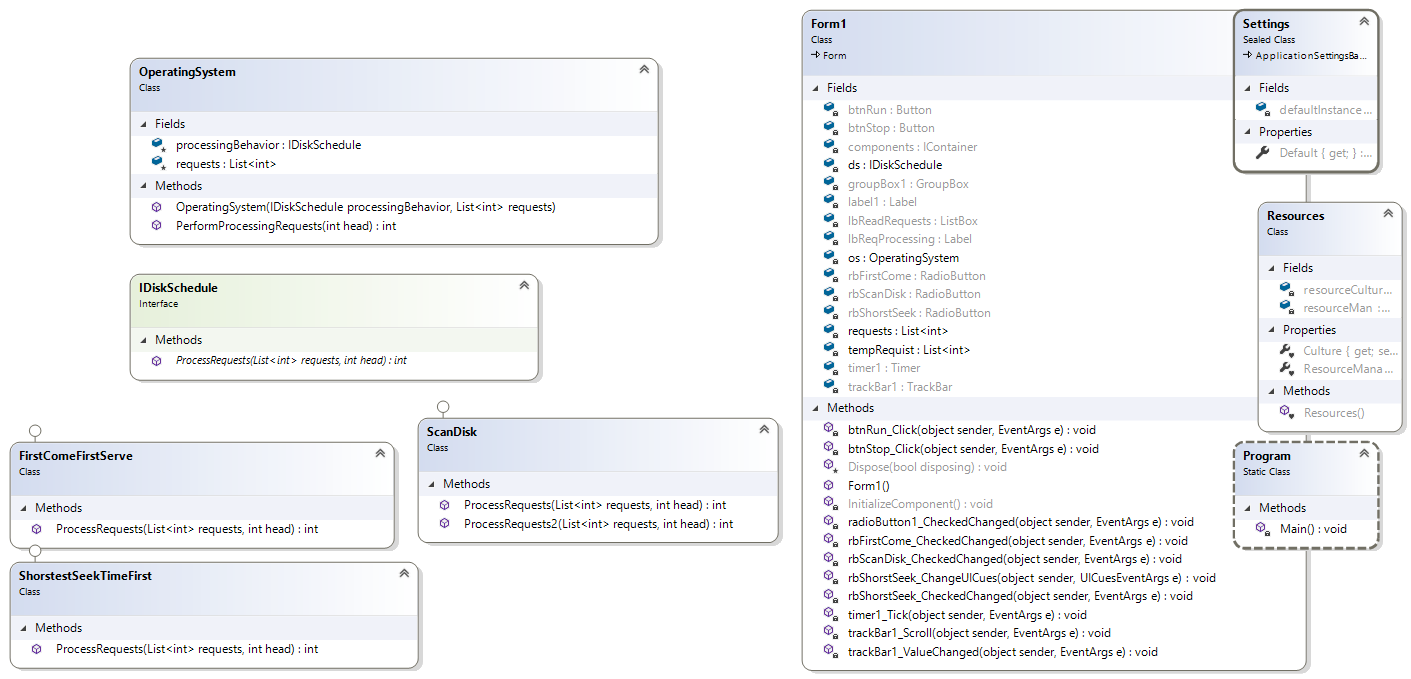 OperatingSystem
Class
Fields
processingBehavior : IDiskSchedule
requests : List<int>
Methods
OperatingSystem(IDiskSchedule processingBehavior, List<int> requests)
PerformProcessingRequests(int head) : int
IDiskSchedule
Interface
Methods
ProcessRequests(List<int> requests, int head) : int
FirstComeFirstServe
Class
Methods
ProcessRequests(List<int> requests, int head) : int
ScanDisk
Class
Methods
ProcessRequests(List<int> requests, int head) : int
ProcessRequests2(List<int> requests, int head) : int
ShorstestSeekTimeFirst
Class
Methods
ProcessRequests(List<int> requests, int head) : int
Form1
Class
Form
Fields
btnRun : Button
btnStop : Button
components : IContainer
ds : IDiskSchedule
groupBox1 : GroupBox
label1 : Label
lbReadRequests : ListBox
lbReqProcessing : Label
os : OperatingSystem
rbFirstCome : RadioButton
rbScanDisk : RadioButton
rbShorstSeek : RadioButton
requests : List<int>
tempRequist : List<int>
timer1 : Timer
trackBar1 : TrackBar
Methods
btnRun_Click(object sender, EventArgs e) : void
btnStop_Click(object sender, EventArgs e) : void
Dispose(bool disposing) : void
Form1()
InitializeComponent() : void
radioButton1_CheckedChanged(object sender, EventArgs e) : void
rbFirstCome_CheckedChanged(object sender, EventArgs e) : void
rbScanDisk_CheckedChanged(object sender, EventArgs e) : void
rbShorstSeek_ChangeUICues(object sender, UICuesEventArgs e) : void
rbShorstSeek_CheckedChanged(object sender, EventArgs e) : void
timer1_Tick(object sender, EventArgs e) : void
trackBar1_Scroll(object sender, EventArgs e) : void
trackBar1_ValueChanged(object sender, EventArgs e) : void
Settings
Sealed Class
ApplicationSettingsBa...
Fields
defaultInstance ...
Properties
Default { get; } :...
Resources
Class
Fields
resourceCultur...
resourceMan :...
Properties
Culture { get; se...
ResourceMana...
Methods
Resources()
Program
Static Class
Methods
Main() : void